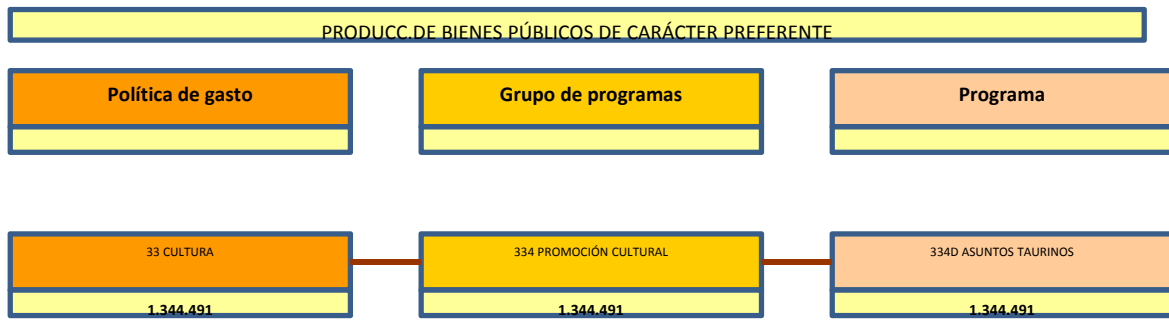 PRODUCC.DE BIENES PÚBLICOS DE CARÁCTER PREFERENTE
Política de gasto
Grupo de programas
Programa
33 CULTURA
334 PROMOCIÓN CULTURAL
334D ASUNTOS TAURINOS
1.344.491
1.344.491
1.344.491